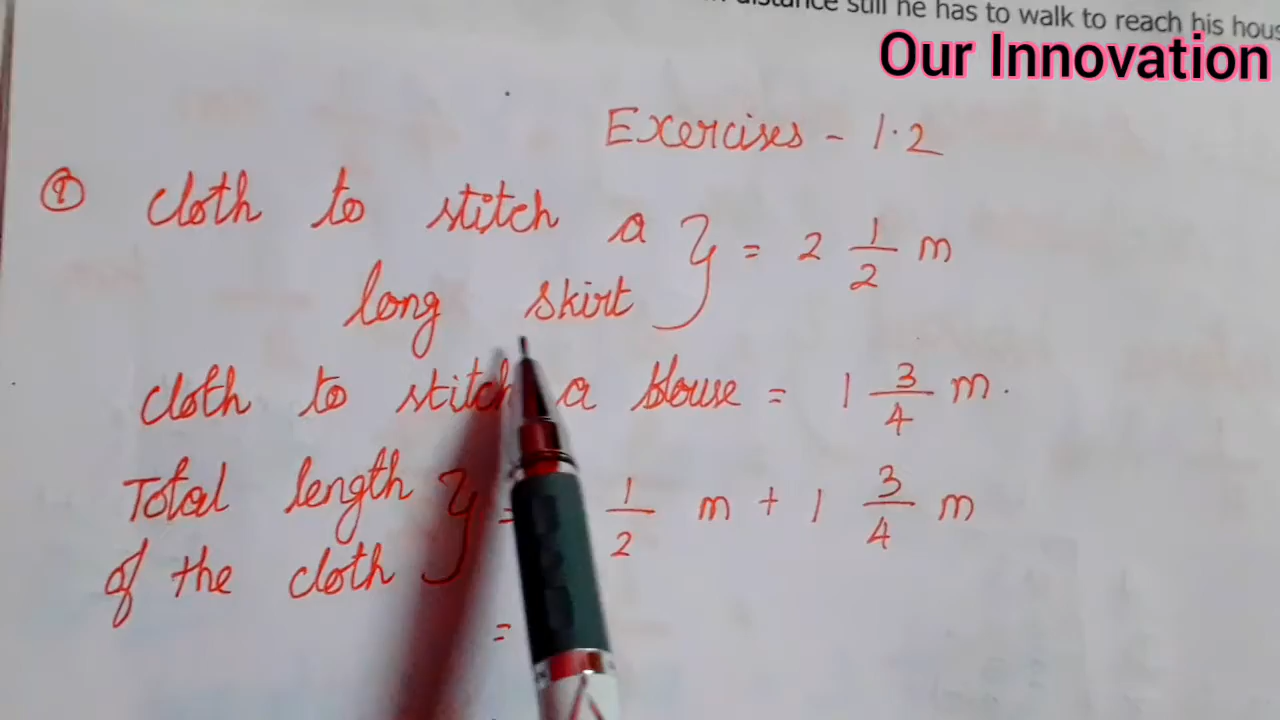 distance still he has to walk to reach his hous
Our Innovation
Exercises - 1.2
① cloth to stitch a
long skirt } = 2 1/2 m
cloth to stitch a blouse = 1 3/4 m.
Total length
of the cloth } = 1/2 m + 1 3/4 m
=